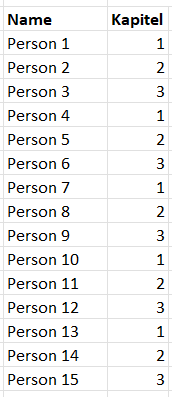 Name Kapitel
Person 1 1
Person 2 2
Person 3 3
Person 4 1
Person 5 2
Person 6 3
Person 7 1
Person 8 2
Person 9 3
Person 10 1
Person 11 2
Person 12 3
Person 13 1
Person 14 2
Person 15 3